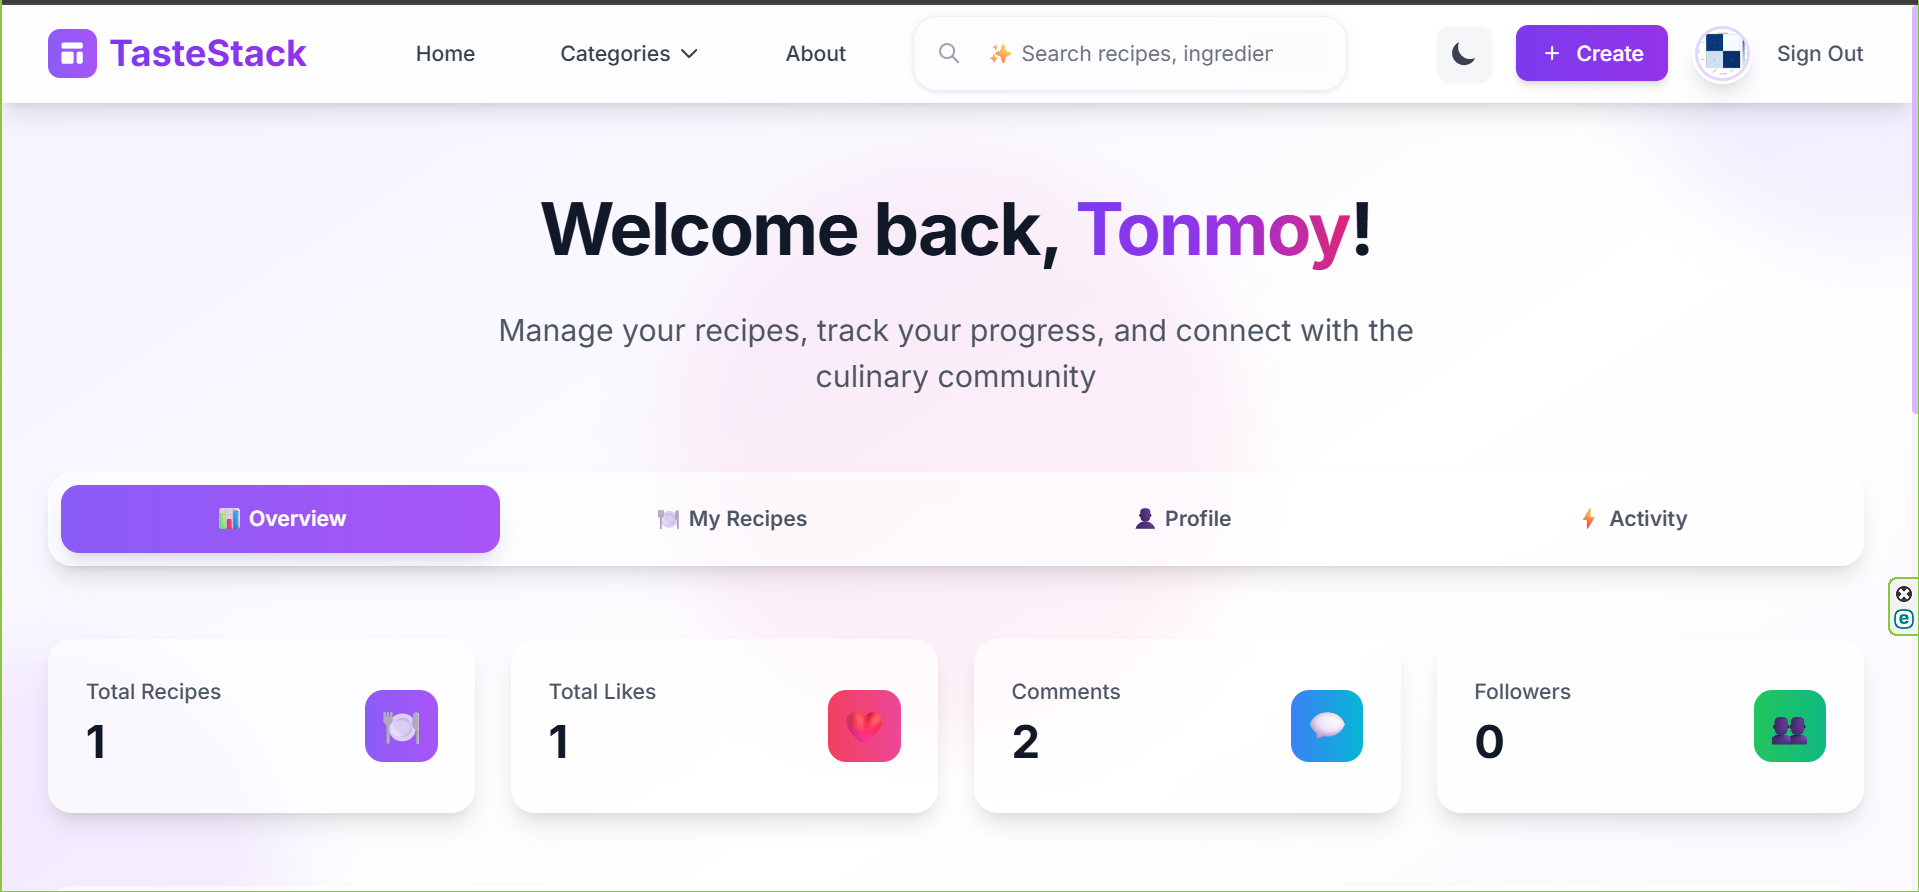 TasteStack
Home
Categories
About
✨ Search recipes, ingredier
+ Create
Sign Out
Welcome back, Tonmoy!
Manage your recipes, track your progress, and connect with the
culinary community
📊 Overview
🍽️ My Recipes
👤 Profile
⚡ Activity
Total Recipes
1
Total Likes
1
Comments
2
Followers
0
e